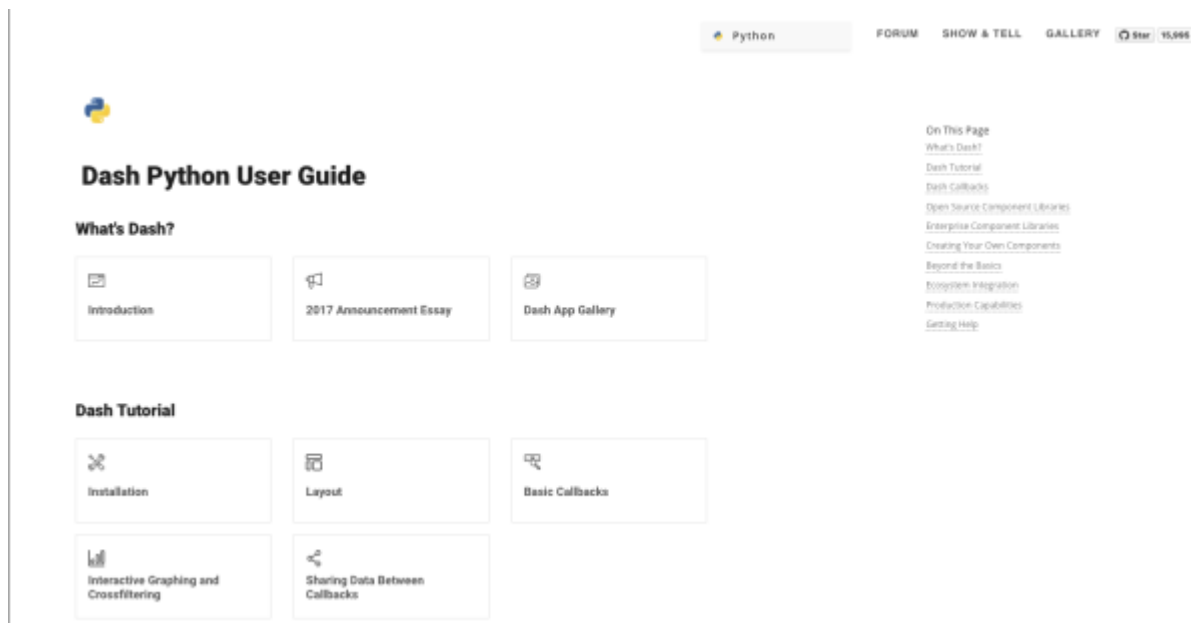 Python FORUM SHOW & TELL GALLERY Star 15,995
Dash Python User Guide
What's Dash?
Introduction
2017 Announcement Essay
Dash App Gallery
Dash Tutorial
Installation
Layout
Basic Callbacks
Interactive Graphing and
Crossfiltering
Sharing Data Between
Callbacks
On This Page
What's Dash?
Dash Tutorial
Dash Callbacks
Open Source Component Libraries
Enterprise Component Libraries
Creating Your Own Components
Beyond the Basics
Ecosystem Integration
Production Capabilities
Getting Help